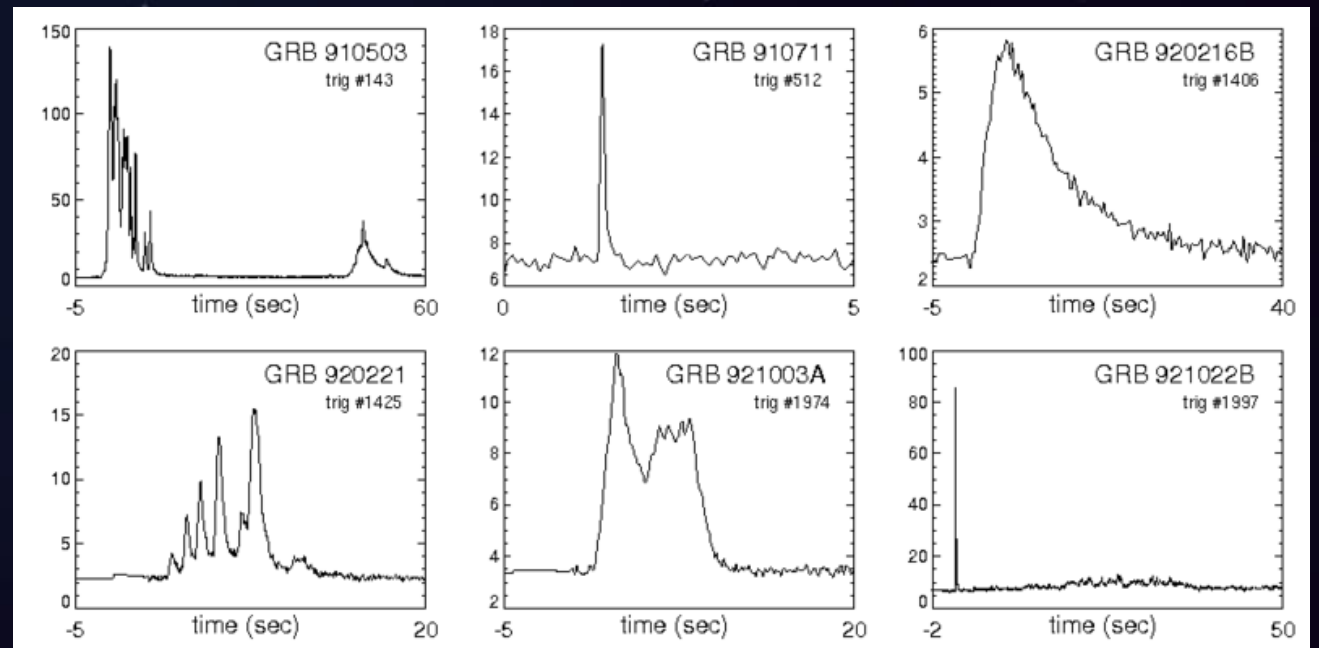 150
100
50
0
GRB 910503
trig #143
-5 time (sec) 60
18
16
14
12
10
8
6
GRB 910711
trig #512
0 time (sec) 5
6
5
4
3
2
GRB 920216B
trig #1406
-5 time (sec) 40
20
15
10
5
0
GRB 920221
trig #1425
-5 time (sec) 20
12
10
8
6
4
2
GRB 921003A
trig #1974
-5 time (sec) 20
100
80
60
40
20
0
GRB 921022B
trig #1997
-2 time (sec) 50